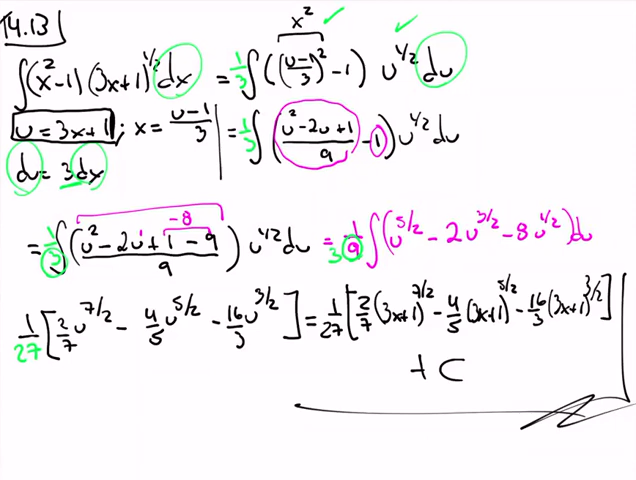 T4.13
x² ✓ ✓
∫(x²-1)(3x+1)^{1/2} dx = 1/3 ∫(((u-1)/3)² - 1) u^{1/2} du
u = 3x+1 ; x = (u-1)/3 | = 1/3 ∫((u²-2u+1)/9 - 1) u^{1/2} du
du = 3dx
-8
= 1/3 ∫((u²-2u+1-9)/9) u^{1/2} du = 1/(3·9) ∫(u^{5/2} - 2u^{3/2} - 8u^{1/2}) du
1/27 [2/7 u^{7/2} - 4/5 u^{5/2} - 16/3 u^{3/2}] = 1/27 [2/7 (3x+1)^{7/2} - 4/5 (3x+1)^{5/2} - 16/3 (3x+1)^{3/2}]
+ C